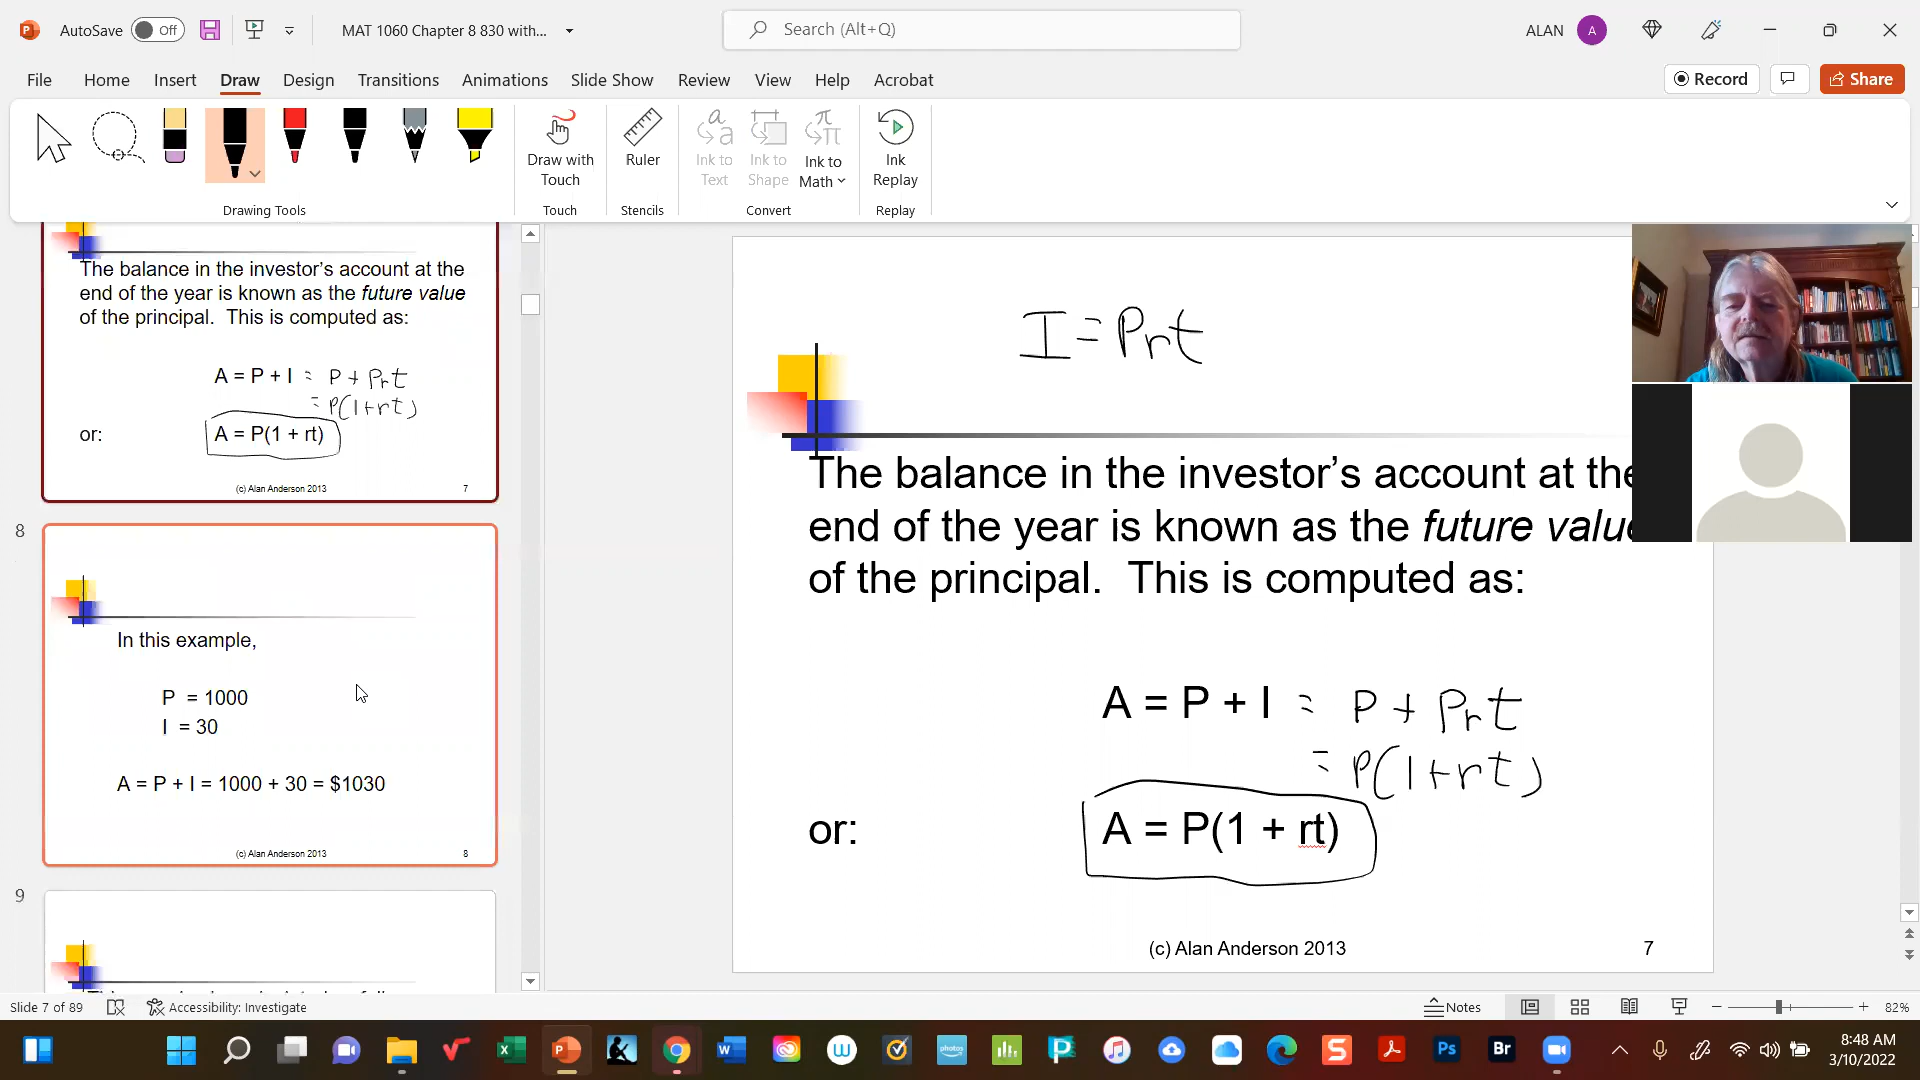 AutoSave Off MAT 1060 Chapter 8 830 with... Search (Alt+Q) ALAN A
File Home Insert Draw Design Transitions Animations Slide Show Review View Help Acrobat Record Share
Draw with Touch
Ruler
Ink to Text
Ink to Shape
Ink to Math
Ink Replay
Drawing Tools Touch Stencils Convert Replay
The balance in the investor’s account at the
end of the year is known as the future value
of the principal. This is computed as:
A = P + I = P + Prt
= P(1+rt)
or: A = P(1 + rt)
(c) Alan Anderson 2013 7
8
In this example,
P = 1000
I = 30
A = P + I = 1000 + 30 = $1030
(c) Alan Anderson 2013 8
9
I = Prt
The balance in the investor’s account at the
end of the year is known as the future value
of the principal. This is computed as:
A = P + I = P + Prt
= P(1+rt)
or: A = P(1 + rt)
(c) Alan Anderson 2013 7
Slide 7 of 89 Accessibility: Investigate Notes 82%
photos Ps Br
8:48 AM
3/10/2022